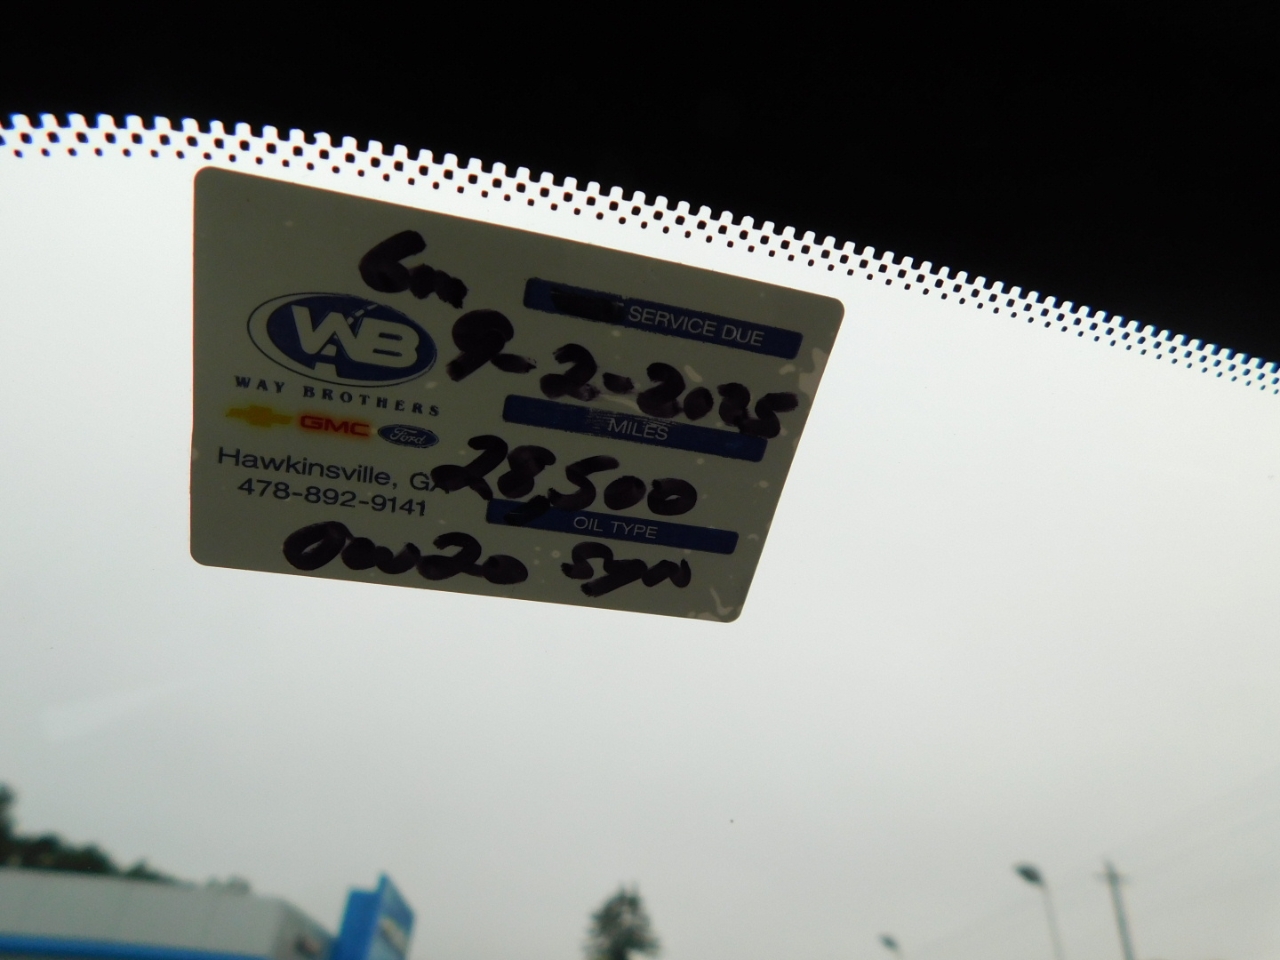 6m
SERVICE DUE
9-2-2025
WAB
WAY BROTHERS
MILES
GMC Ford
28,500
Hawkinsville, GA
478-892-9141
OIL TYPE
0w20 Syn